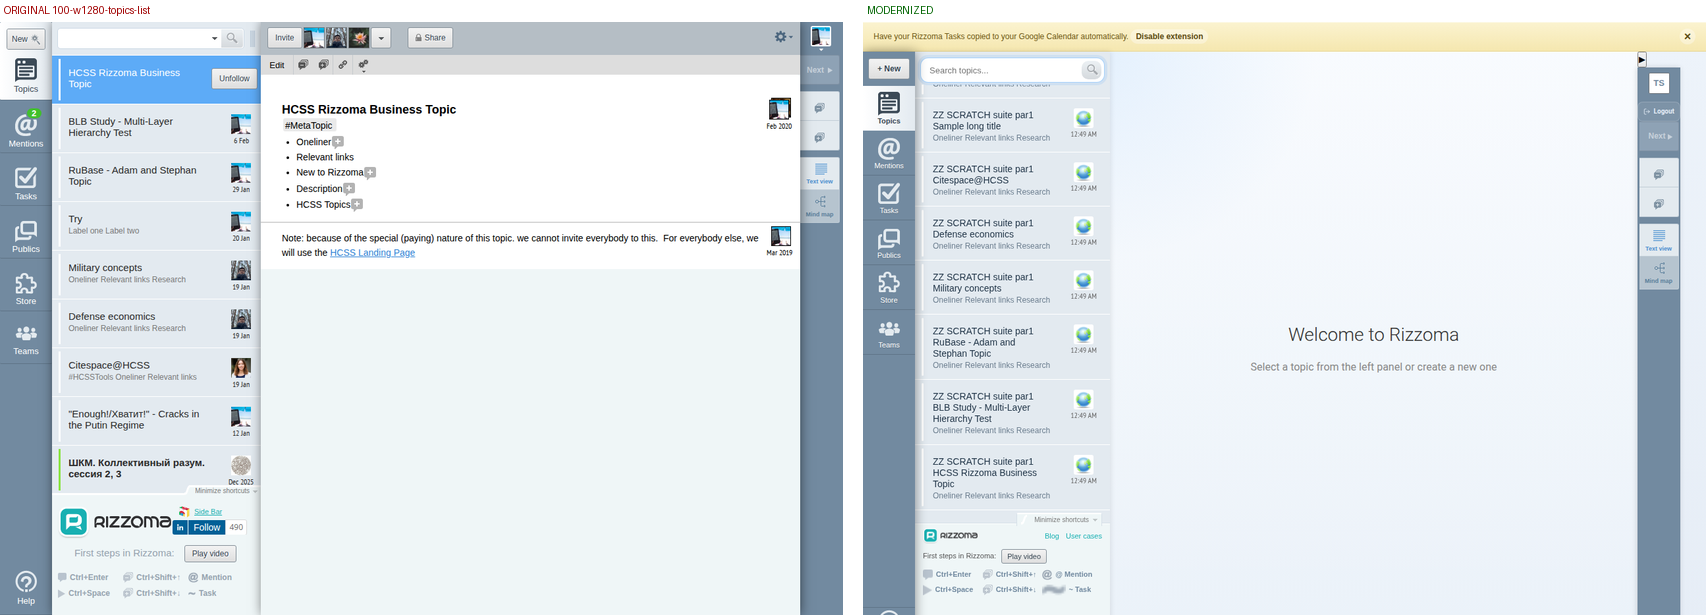 ORIGINAL 100-w1280-topics-list
New
Topics
2
Mentions
Tasks
Publics
Store
Teams
Help
HCSS Rizzoma Business
Topic
Unfollow
BLB Study - Multi-Layer
Hierarchy Test
6 Feb
RuBase - Adam and Stephan
Topic
29 Jan
Try
Label one Label two
20 Jan
Military concepts
Oneliner Relevant links Research
19 Jan
Defense economics
Oneliner Relevant links Research
19 Jan
Citespace@HCSS
#HCSSTools Oneliner Relevant links
19 Jan
"Enough!/Хватит!" - Cracks in
the Putin Regime
12 Jan
ШКМ. Коллективный разум.
сессия 2, 3
Dec 2025
Minimize shortcuts
RIZZOMA
Side Bar
in Follow 490
First steps in Rizzoma: Play video
Ctrl+Enter Ctrl+Shift+↑ @ Mention
Ctrl+Space Ctrl+Shift+↓ ~ Task
Invite
Share
Edit
HCSS Rizzoma Business Topic
#MetaTopic
Feb 2020
• Oneliner
• Relevant links
• New to Rizzoma
• Description
• HCSS Topics
Note: because of the special (paying) nature of this topic. we cannot invite everybody to this. For everybody else, we
will use the HCSS Landing Page
Mar 2019
Next
Text view
Mind map
MODERNIZED
Have your Rizzoma Tasks copied to your Google Calendar automatically. Disable extension ×
+ New
Topics
Mentions
Tasks
Publics
Store
Teams
Search topics...
Oneliner Relevant links Research
ZZ SCRATCH suite par1
Sample long title
Oneliner Relevant links Research
12:49 AM
ZZ SCRATCH suite par1
Citespace@HCSS
Oneliner Relevant links Research
12:49 AM
ZZ SCRATCH suite par1
Defense economics
Oneliner Relevant links Research
12:49 AM
ZZ SCRATCH suite par1
Military concepts
Oneliner Relevant links Research
12:49 AM
ZZ SCRATCH suite par1
RuBase - Adam and
Stephan Topic
Oneliner Relevant links Research
12:49 AM
ZZ SCRATCH suite par1
BLB Study - Multi-Layer
Hierarchy Test
Oneliner Relevant links Research
12:49 AM
ZZ SCRATCH suite par1
HCSS Rizzoma Business
Topic
Oneliner Relevant links Research
12:49 AM
Minimize shortcuts
RIZZOMA
Blog User cases
First steps in Rizzoma: Play video
Ctrl+Enter Ctrl+Shift+↑ @ @ Mention
Ctrl+Space Ctrl+Shift+↓ ~ Task
Welcome to Rizzoma
Select a topic from the left panel or create a new one
TS
Logout
Next
Text view
Mind map